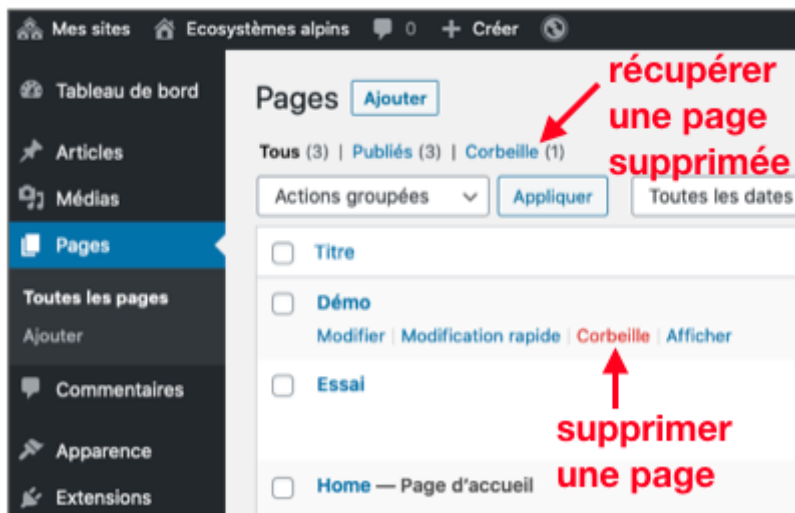 Mes sites Ecosystèmes alpins 0 + Créer
Tableau de bord
Articles
Médias
Pages
Toutes les pages
Ajouter
Commentaires
Apparence
Extensions
Pages Ajouter
récupérer
une page
supprimée
Tous (3) | Publiés (3) | Corbeille (1)
Actions groupées Appliquer Toutes les dates
Titre
Démo
Modifier | Modification rapide | Corbeille | Afficher
Essai
supprimer
une page
Home — Page d'accueil